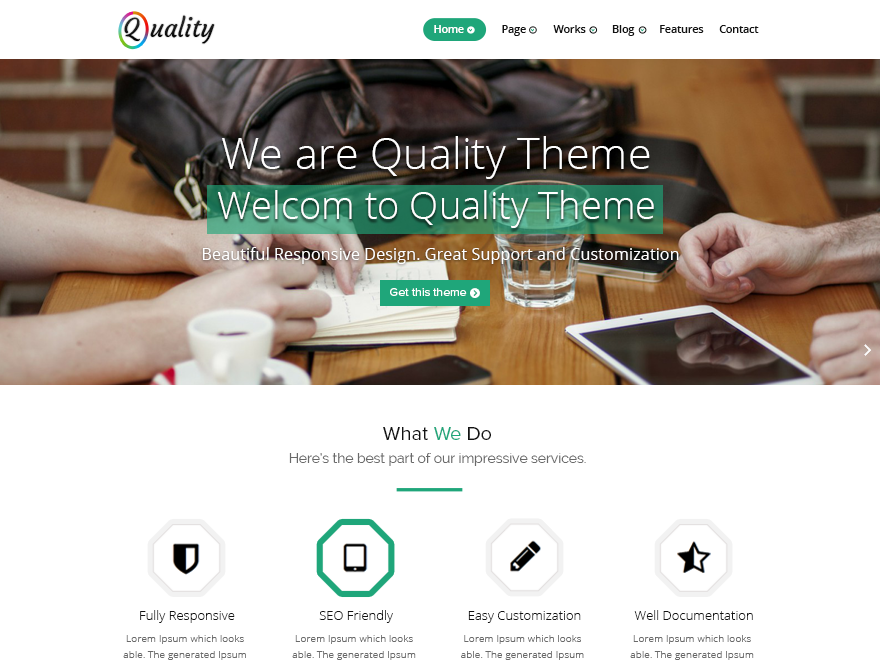 Quality
Home Page Works Blog Features Contact
We are Quality Theme
Welcom to Quality Theme
Beautiful Responsive Design. Great Support and Customization
Get this theme
What We Do
Here's the best part of our impressive services.
Fully Responsive SEO Friendly Easy Customization Well Documentation
Lorem Ipsum which looks Lorem Ipsum which looks Lorem Ipsum which looks Lorem Ipsum which looks
able. The generated Ipsum able. The generated Ipsum able. The generated Ipsum able. The generated Ipsum